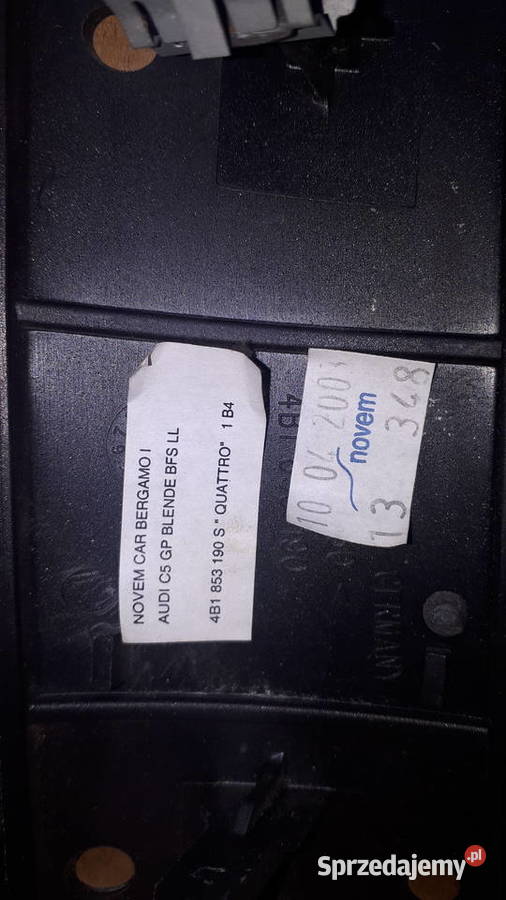 NOVEM CAR BERGAMO I
AUDI C5 GP BLENDE BFS LL
4B1 853 190 S " QUATTRO" 1 B4
10 04 2003
novem
13 348
Sprzedajemy.pl